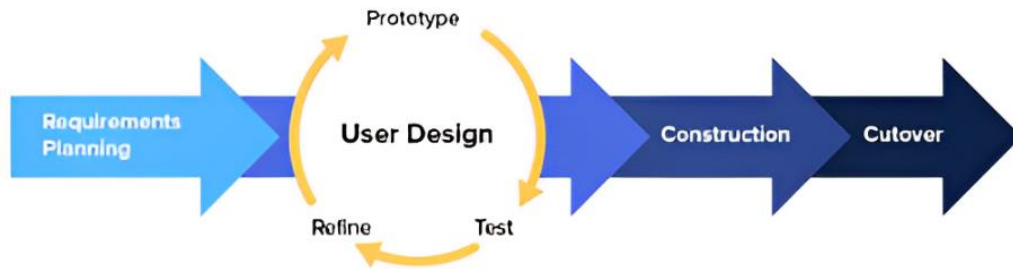 Prototype
Requirements
Planning
User Design
Construction
Cutover
Refine
Test